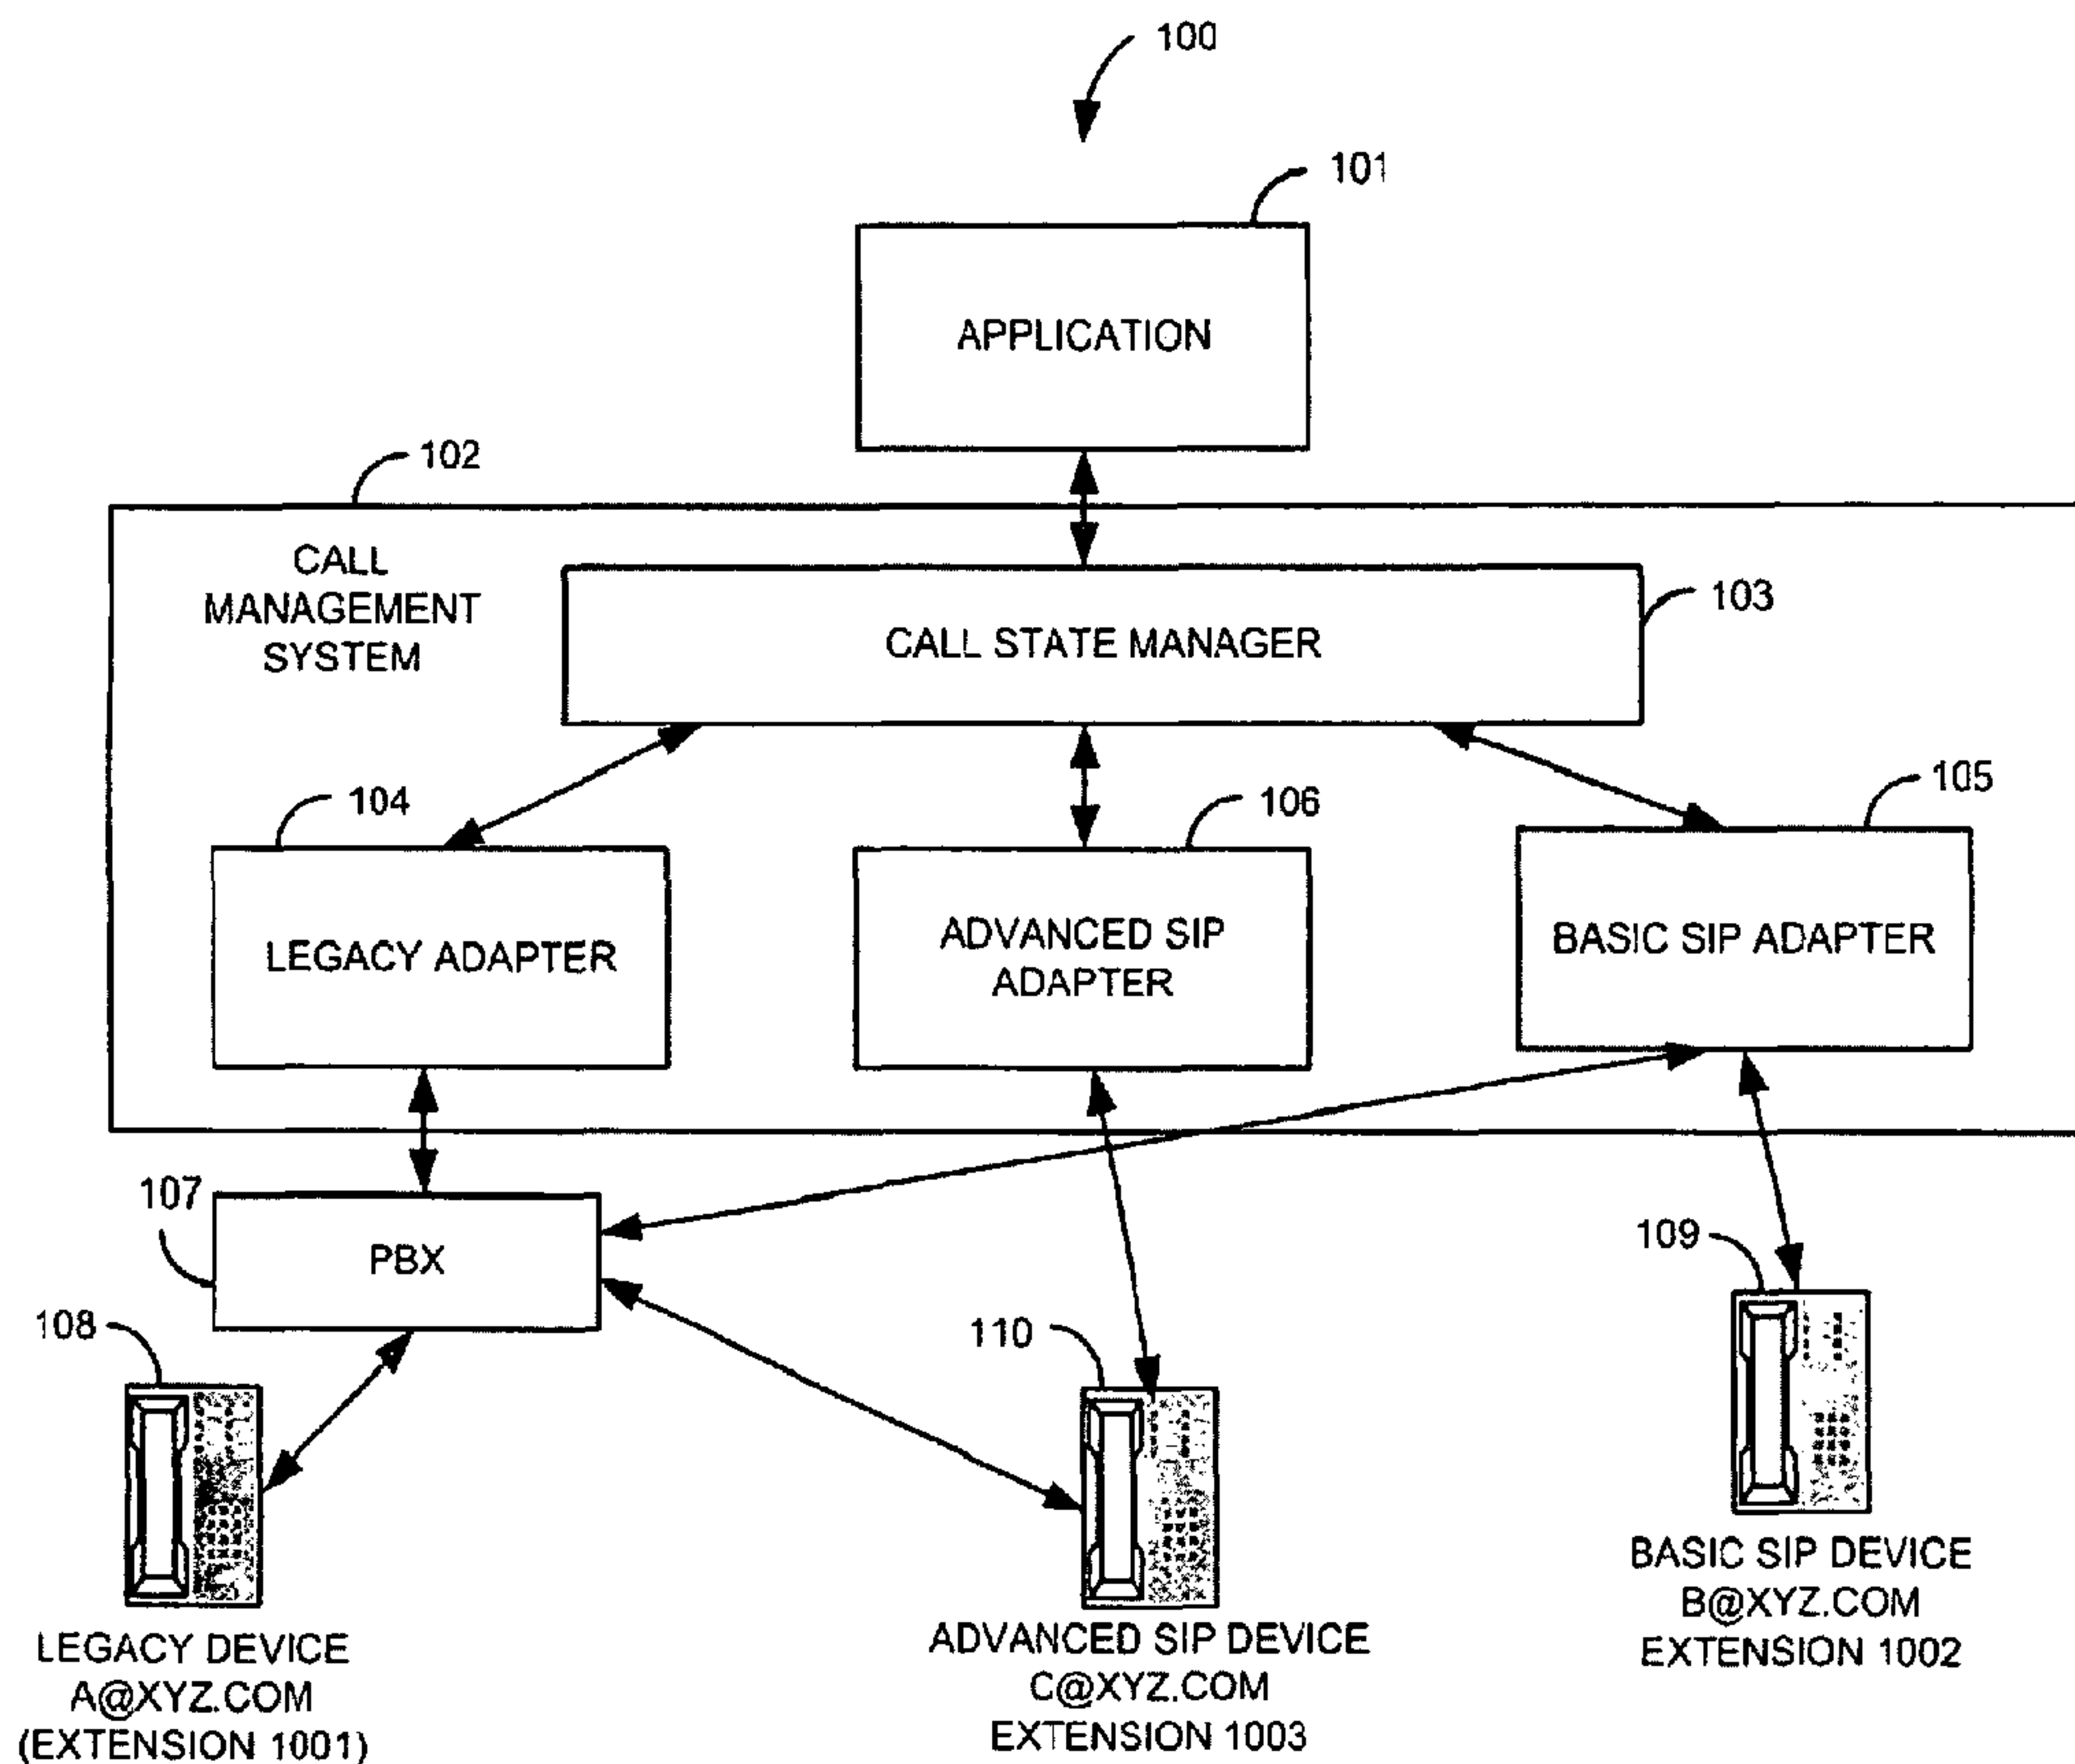 100
101
APPLICATION
102
CALL
MANAGEMENT
SYSTEM
103
CALL STATE MANAGER
104
106
105
LEGACY ADAPTER
ADVANCED SIP
ADAPTER
BASIC SIP ADAPTER
107
PBX
108
110
109
LEGACY DEVICE
A@XYZ.COM
(EXTENSION 1001)
ADVANCED SIP DEVICE
C@XYZ.COM
EXTENSION 1003
BASIC SIP DEVICE
B@XYZ.COM
EXTENSION 1002